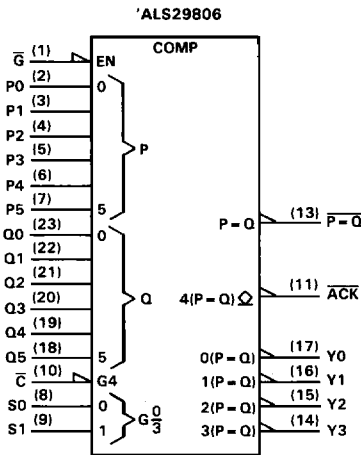 'ALS29806
COMP
G̅ (1) EN
P0 (2) 0
P1 (3)
P2 (4)
P3 (5) P
P4 (6)
P5 (7) 5
Q0 (23) 0
Q1 (22)
Q2 (21)
Q3 (20) Q
Q4 (19)
Q5 (18) 5
C̅ (10) G4
S0 (8) 0
S1 (9) 1
G 0/3
P = Q (13) P̅=̅Q̅
4(P = Q) (11) A̅C̅K̅
0(P = Q) (17) Y0
1(P = Q) (16) Y1
2(P = Q) (15) Y2
3(P = Q) (14) Y3